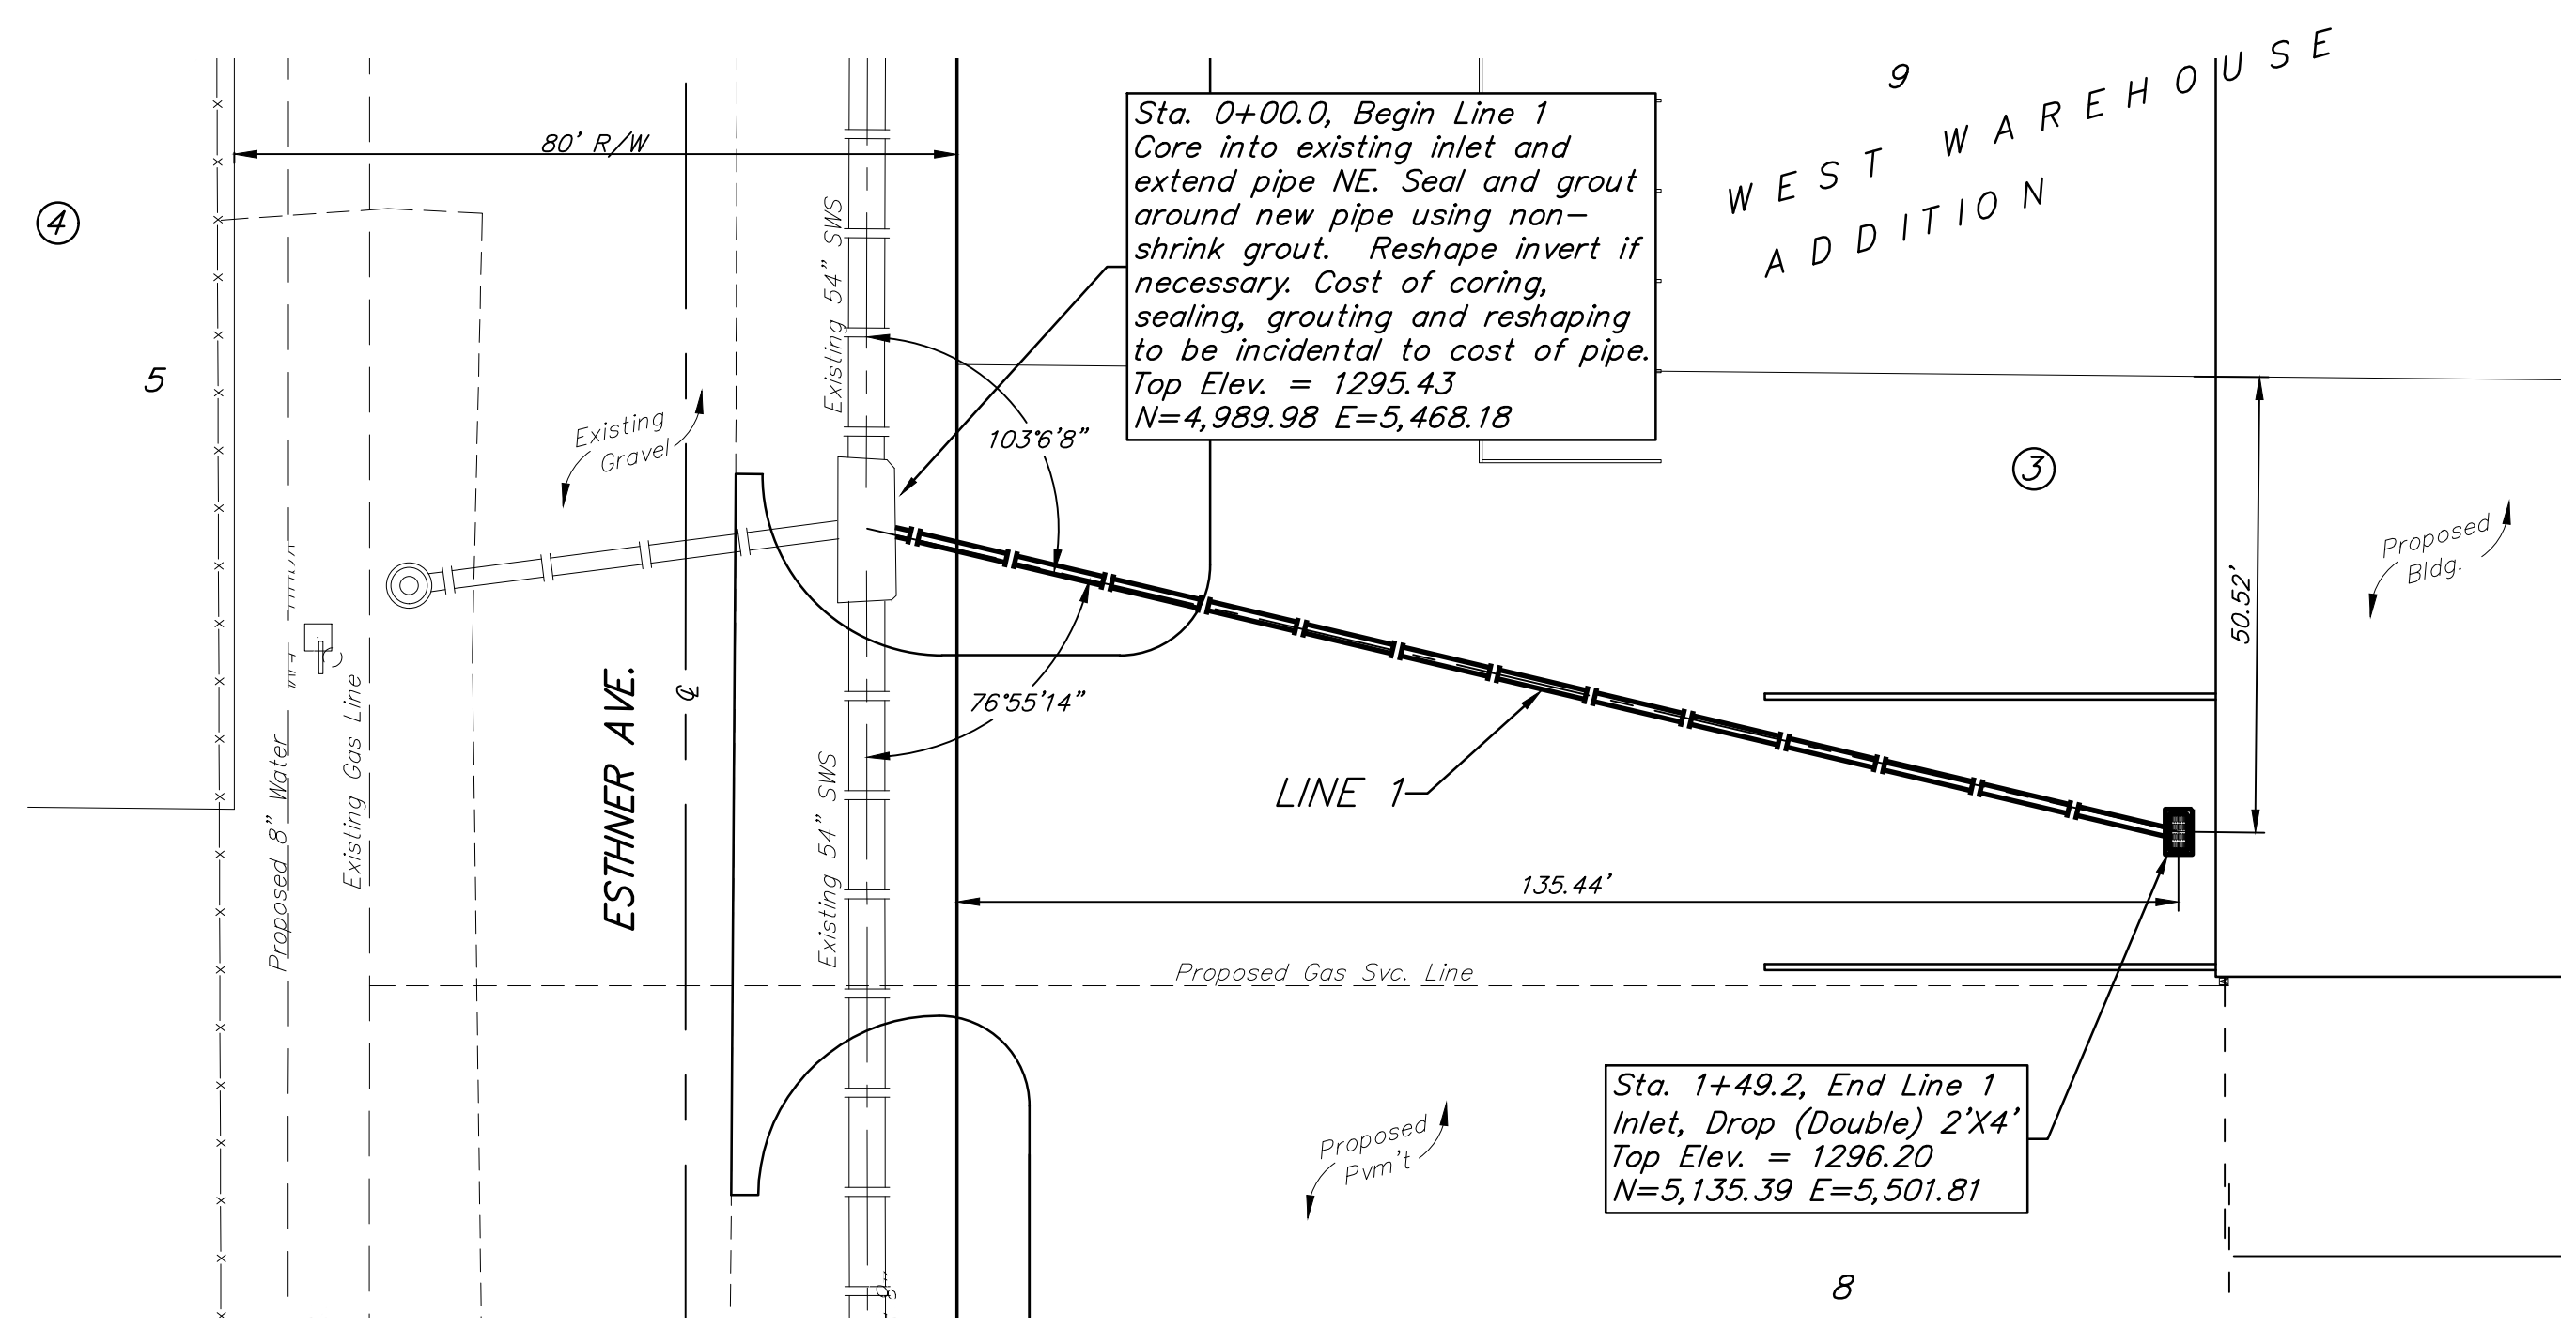 9
WEST WAREHOUSE
ADDITION
80' R/W
4
5
Sta. 0+00.0, Begin Line 1
Core into existing inlet and
extend pipe NE. Seal and grout
around new pipe using non-
shrink grout. Reshape invert if
necessary. Cost of coring,
sealing, grouting and reshaping
to be incidental to cost of pipe.
Top Elev. = 1295.43
N=4,989.98 E=5,468.18
Existing 54" SWS
Existing
Gravel
103°6'8"
3
Proposed
Bldg.
50.52'
76°55'14"
ESTHNER AVE.
℄
Proposed 8" Water
Existing Gas Line
Existing 54" SWS
LINE 1
135.44'
Proposed Gas Svc. Line
Proposed
Pvm't
Sta. 1+49.2, End Line 1
Inlet, Drop (Double) 2'X4'
Top Elev. = 1296.20
N=5,135.39 E=5,501.81
8